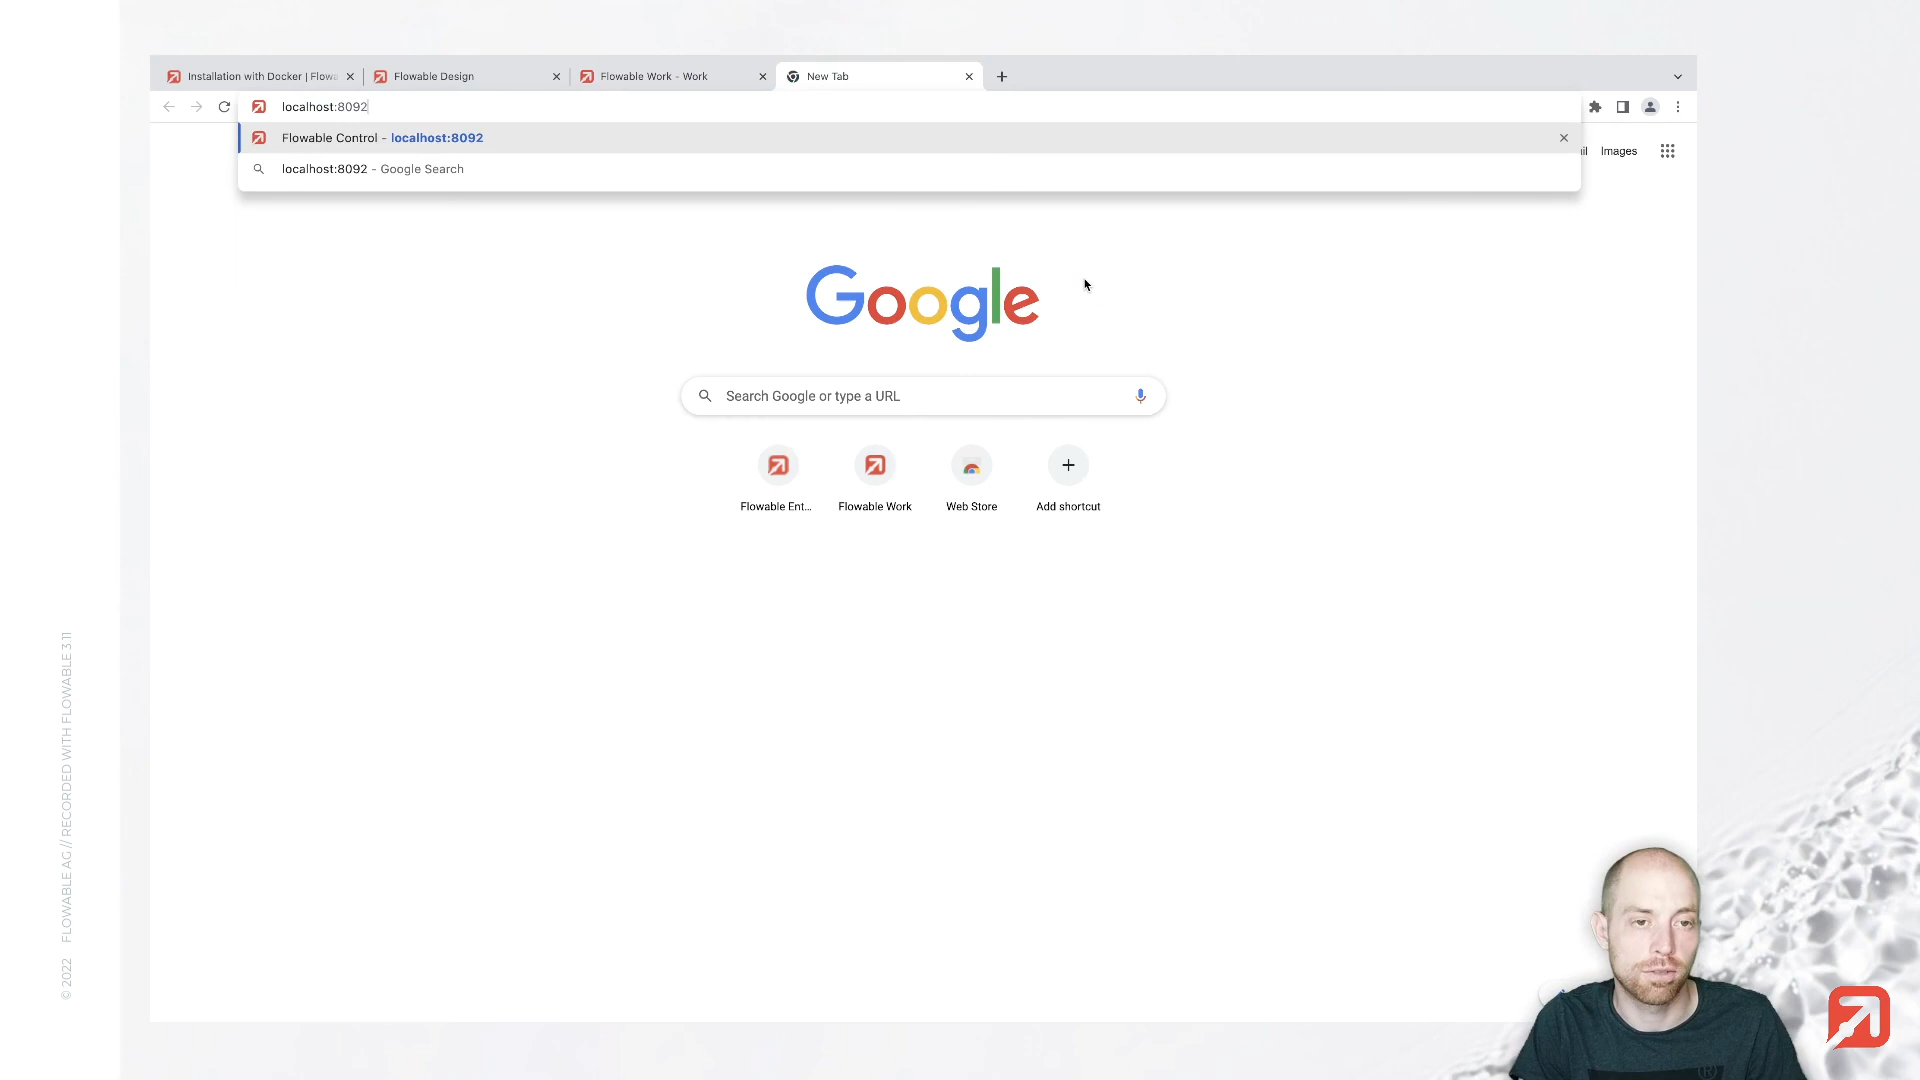 Installation with Docker | Flowa
Flowable Design
Flowable Work - Work
New Tab
localhost:8092
Flowable Control - localhost:8092
localhost:8092 - Google Search
il
Images
Google
Search Google or type a URL
Flowable Ent...
Flowable Work
Web Store
Add shortcut
© 2022 FLOWABLE AG // RECORDED WITH FLOWABLE 3.11